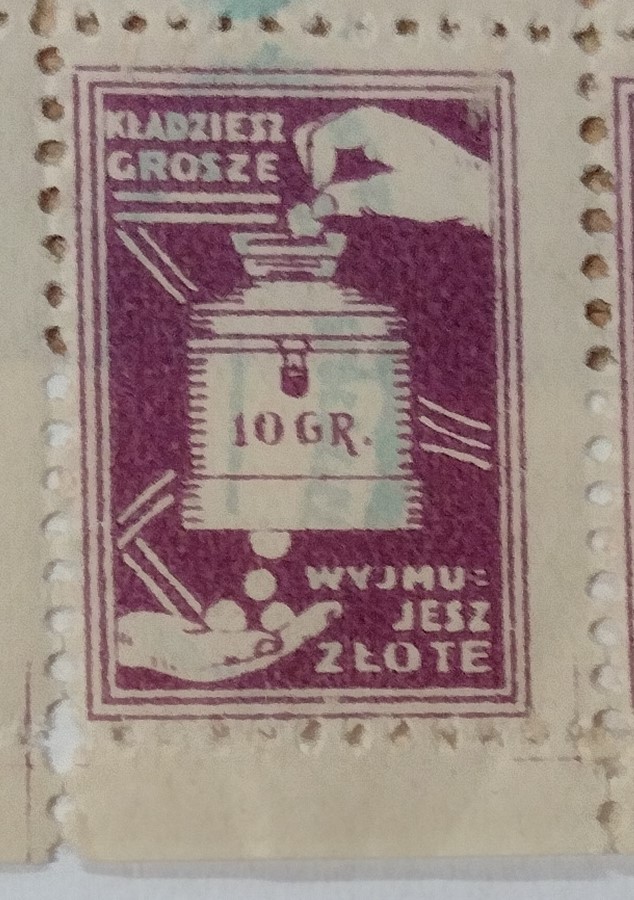 KŁADZIESZ
GROSZE
10 GR.
WYJMU=
JESZ
ZŁOTE